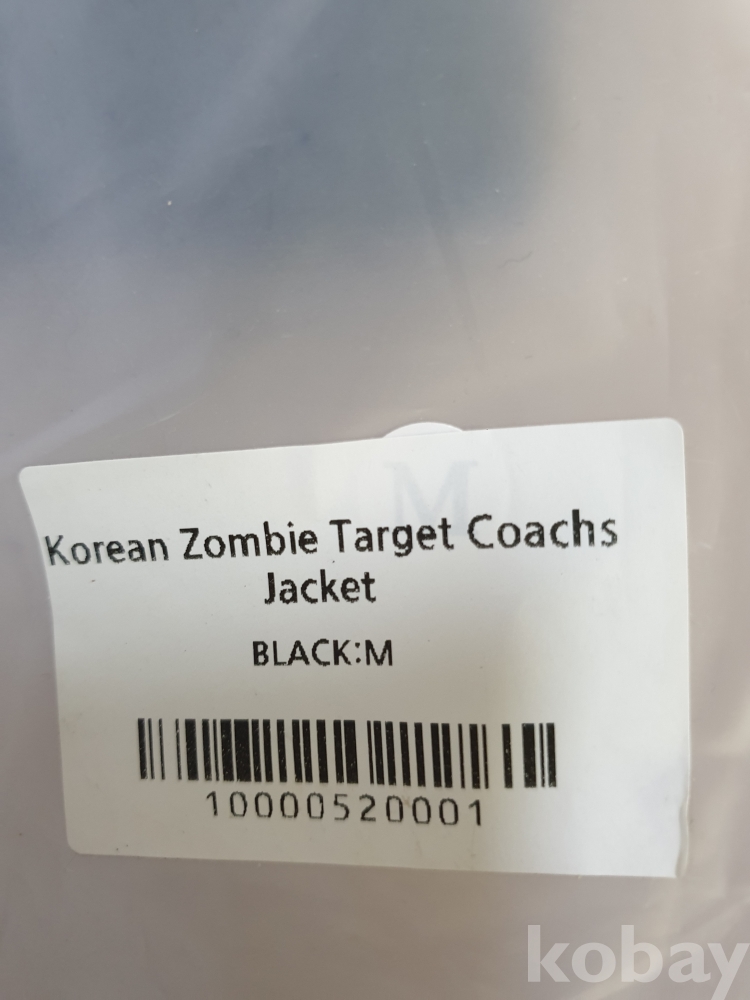 M
Korean Zombie Target Coachs
Jacket
BLACK:M
10000520001
kobay